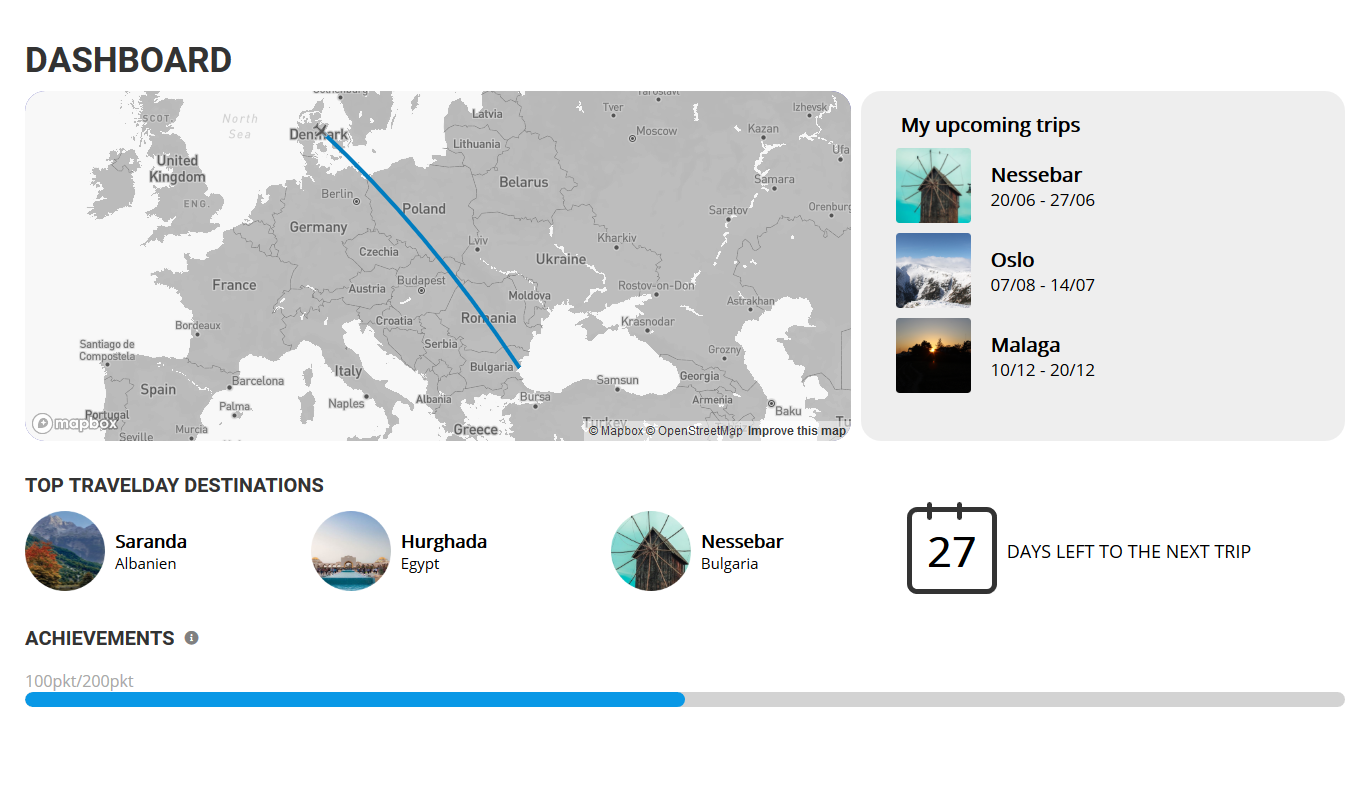 DASHBOARD
SCOT.
North
Sea
Denmark
United
Kingdom
ENG.
Latvia
Lithuania
Tver
Moscow
Izhevsk
Kazan
Ufa
Samara
Orenburg
Saratov
Belarus
Berlin
Poland
Germany
Czechia
Lviv
Kharkiv
Ukraine
France
Austria
Budapest
Moldova
Rostov-on-Don
Astrakhan
Bordeaux
Croatia
Romania
Krasnodar
Santiago de
Compostela
Serbia
Grozny
Italy
Bulgaria
Georgia
Spain
Barcelona
Samsun
Portugal
Palma.
Naples
Albania
Bursa
Armenia
Baku
Seville
Murcia
Greece
Turkey
mapbox
© Mapbox © OpenStreetMap Improve this map
My upcoming trips
Nessebar
20/06 - 27/06
Oslo
07/08 - 14/07
Malaga
10/12 - 20/12
TOP TRAVELDAY DESTINATIONS
Saranda
Albanien
Hurghada
Egypt
Nessebar
Bulgaria
27
DAYS LEFT TO THE NEXT TRIP
ACHIEVEMENTS
100pkt/200pkt